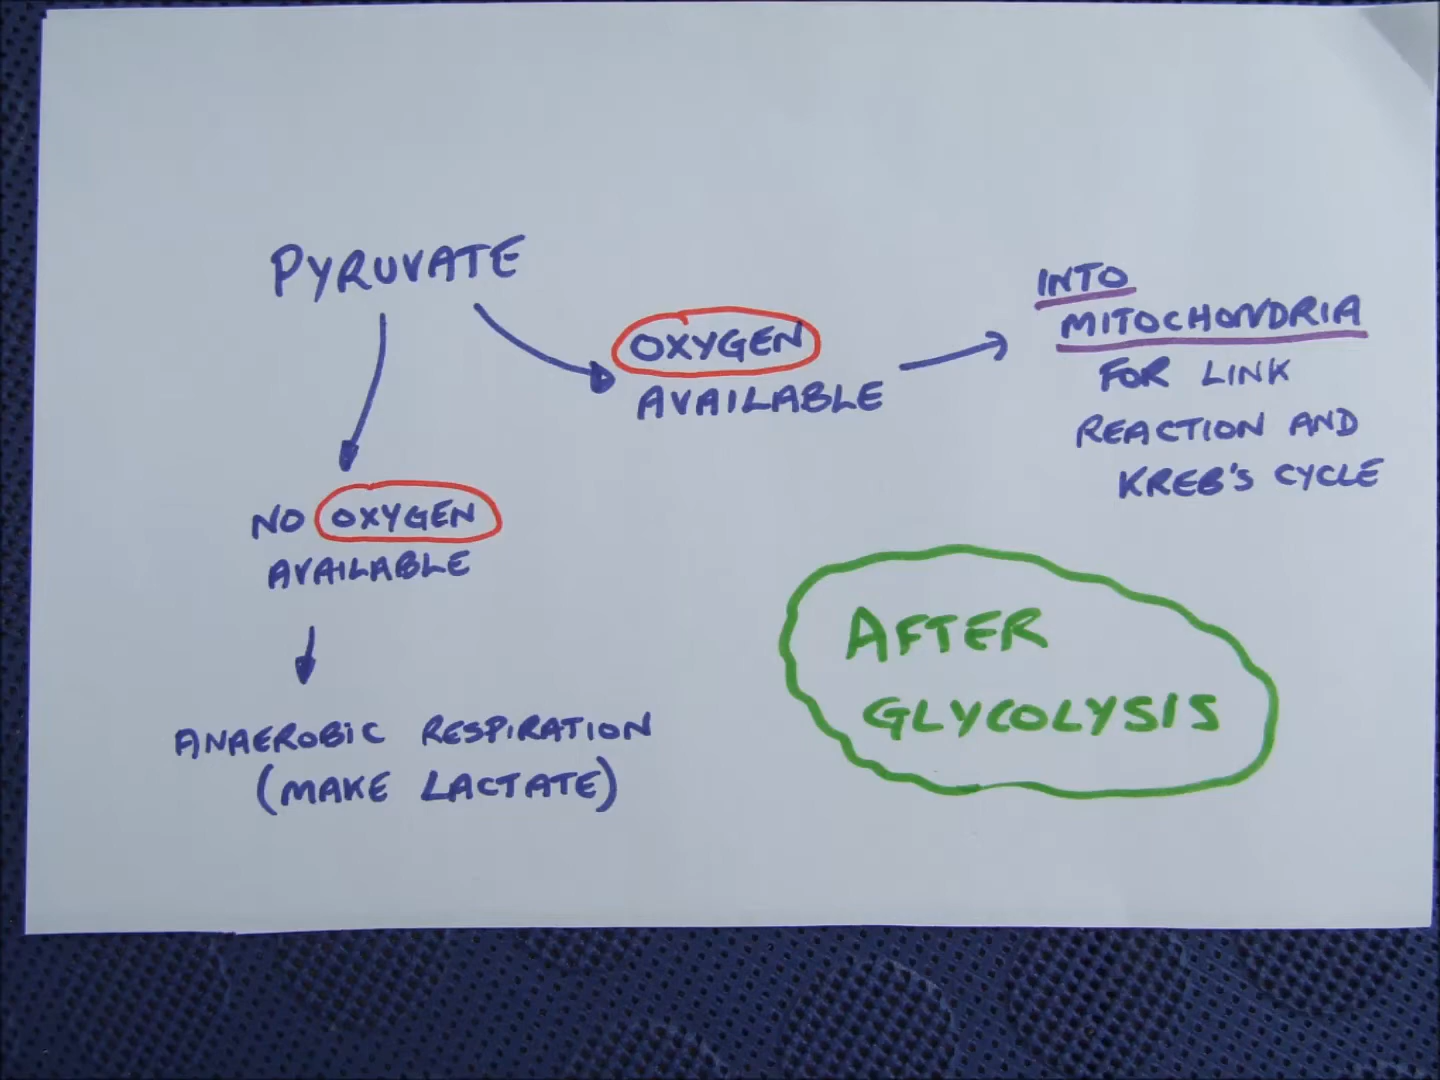 PYRUVATE
OXYGEN
AVAILABLE
INTO
MITOCHONDRIA
FOR LINK
REACTION AND
KREB'S CYCLE
NO OXYGEN
AVAILABLE
ANAEROBIC RESPIRATION
(MAKE LACTATE)
AFTER
GLYCOLYSIS